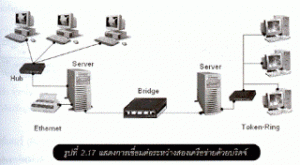 Server
Server
Hub
Bridge
Ethernet
Token-Ring
รูปที่ 2.17 แสดงการเชื่อมต่อระหว่างสองเครือข่ายด้วยบริดจ์